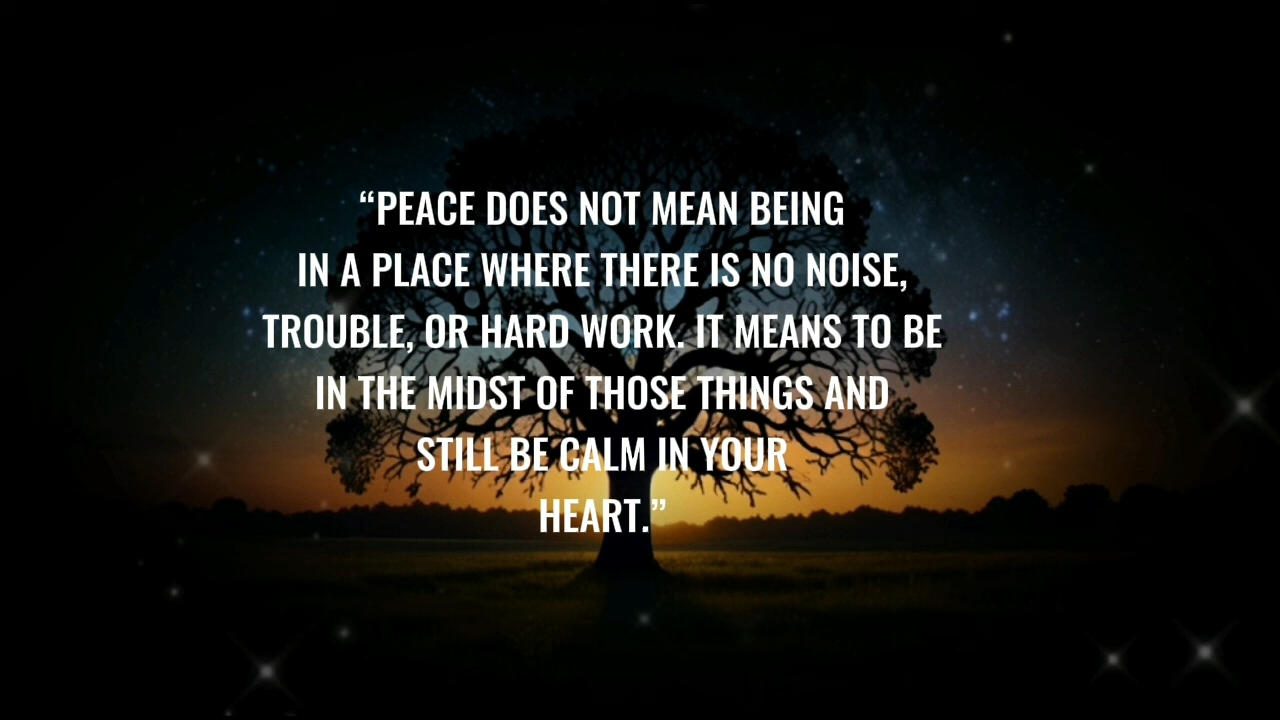 “PEACE DOES NOT MEAN BEING
IN A PLACE WHERE THERE IS NO NOISE,
TROUBLE, OR HARD WORK. IT MEANS TO BE
IN THE MIDST OF THOSE THINGS AND
STILL BE CALM IN YOUR
HEART.”